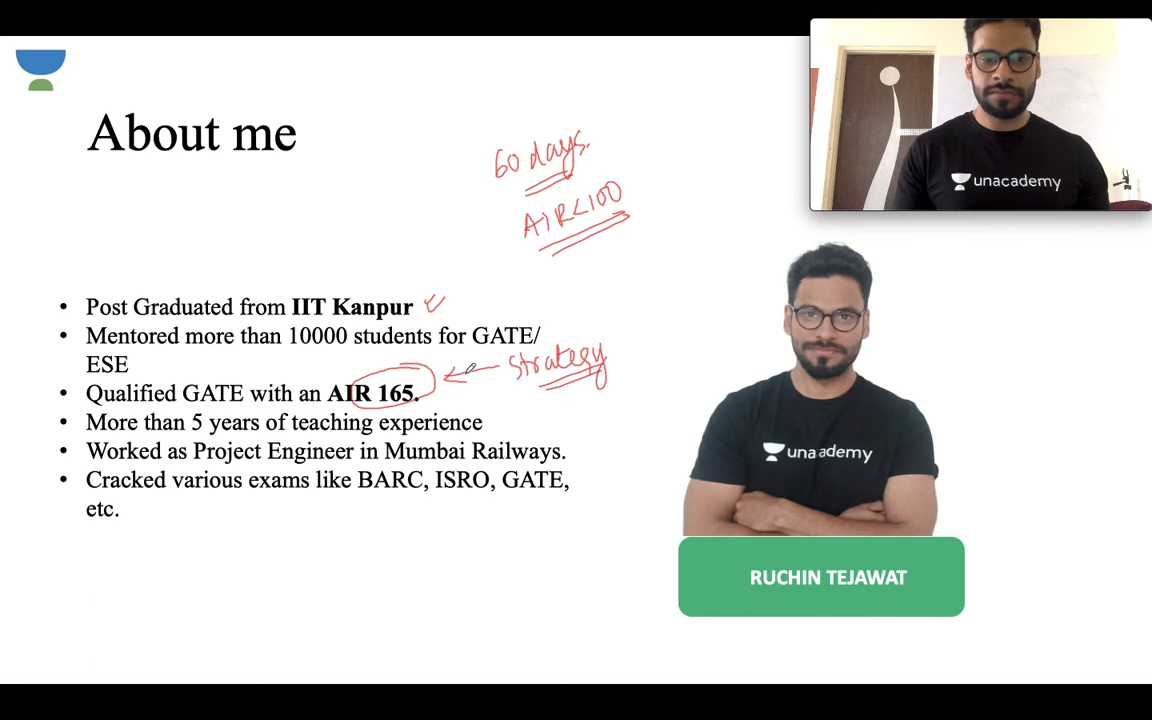 About me
60 days.
AIR<100
unacademy
• Post Graduated from IIT Kanpur
• Mentored more than 10000 students for GATE/
ESE
strategy
• Qualified GATE with an AIR 165.
• More than 5 years of teaching experience
• Worked as Project Engineer in Mumbai Railways.
• Cracked various exams like BARC, ISRO, GATE,
etc.
unacademy
RUCHIN TEJAWAT